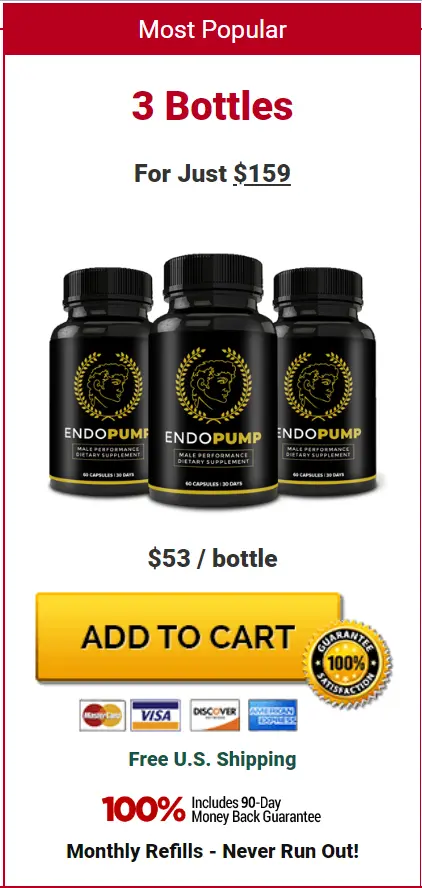 Most Popular
3 Bottles
For Just $159
ENDOPUMP
MALE PERFORMANCE
DIETARY SUPPLEMENT
60 CAPSULES | 30 DAYS
ENDOPUMP
MALE PERFORMANCE
DIETARY SUPPLEMENT
60 CAPSULES | 30 DAYS
ENDOPUMP
MALE PERFORMANCE
DIETARY SUPPLEMENT
60 CAPSULES | 30 DAYS
$53 / bottle
ADD TO CART
GUARANTEE
100%
SATISFACTION
MasterCard
VISA
DISCOVER
NETWORK
AMERICAN
EXPRESS
Free U.S. Shipping
100% Includes 90-Day
Money Back Guarantee
Monthly Refills - Never Run Out!